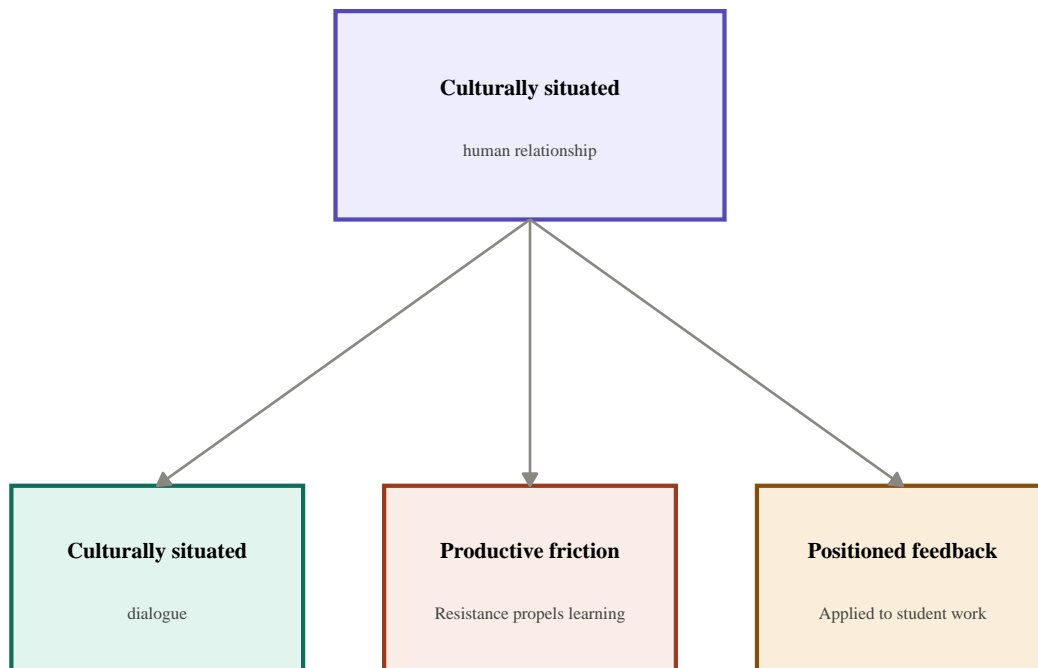 Culturally situated
human relationship
Culturally situated
dialogue
Productive friction
Resistance propels learning
Positioned feedback
Applied to student work